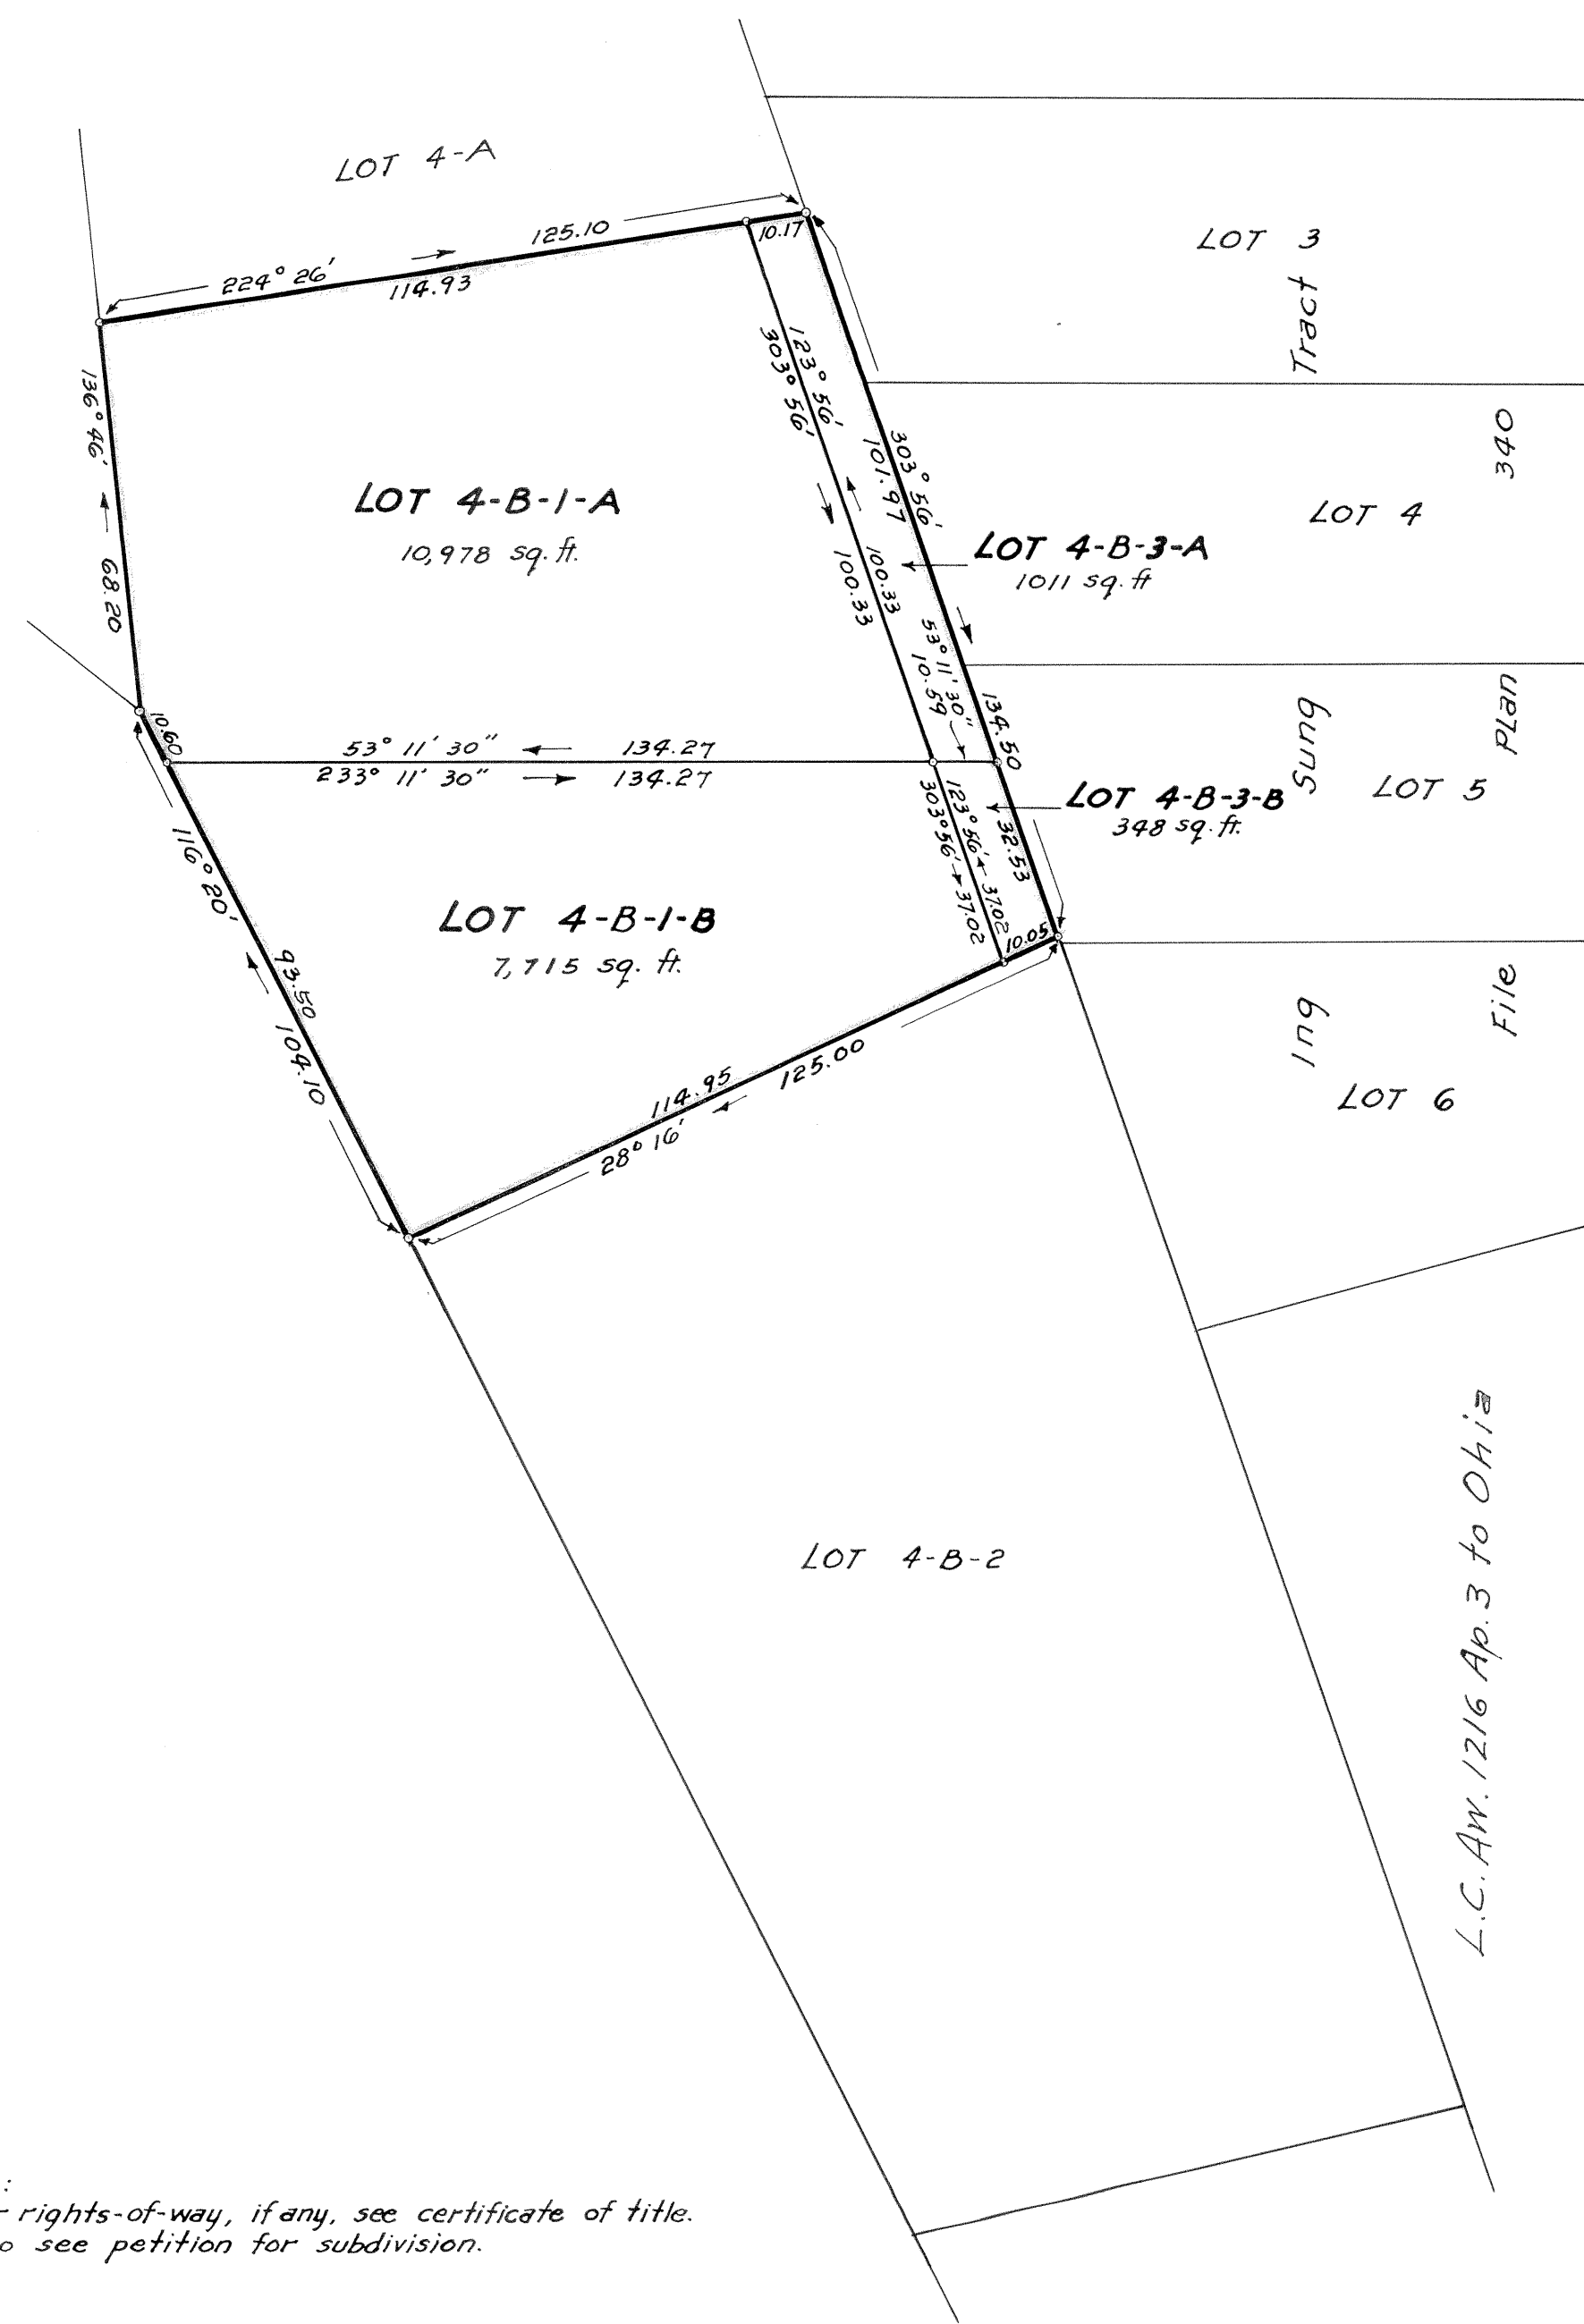 LOT 4-A
125.10
10.17
224° 26'
114.93
LOT 3
Tract
136° 46'
68.20
123° 56'
303° 56'
303° 56'
101.97
340
LOT 4-B-1-A
10,978 sq. ft.
LOT 4
LOT 4-B-3-A
1011 sq. ft
100.33
100.33
53° 11' 30"
10.59
134.50
10.60
53° 11' 30" 134.27
233° 11' 30" 134.27
Sung
Plan
LOT 5
LOT 4-B-3-B
348 sq. ft.
123° 56' 37.02
303° 56' 37.02
32.53
116° 20'
LOT 4-B-1-B
7,715 sq. ft.
10.05
93.50
104.10
114.95
125.00
28° 16'
Ing
File
LOT 6
LOT 4-B-2
L.C. Aw. 1216 Ap. 3 to Ohia
:
rights-of-way, if any, see certificate of title.
o see petition for subdivision.